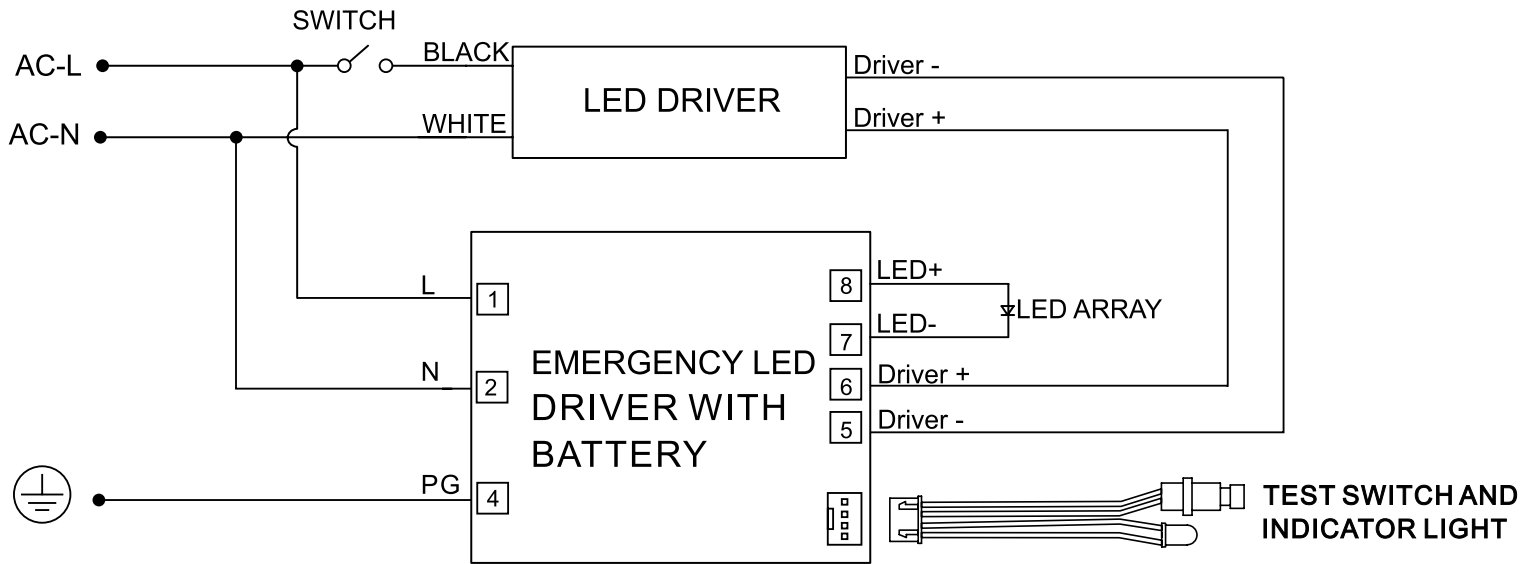 SWITCH
AC-L
BLACK
LED DRIVER
Driver -
AC-N
WHITE
Driver +
L
1
N
2
PG
4
EMERGENCY LED
DRIVER WITH
BATTERY
8
LED+
LED ARRAY
7
LED-
6
Driver +
5
Driver -
TEST SWITCH AND
INDICATOR LIGHT